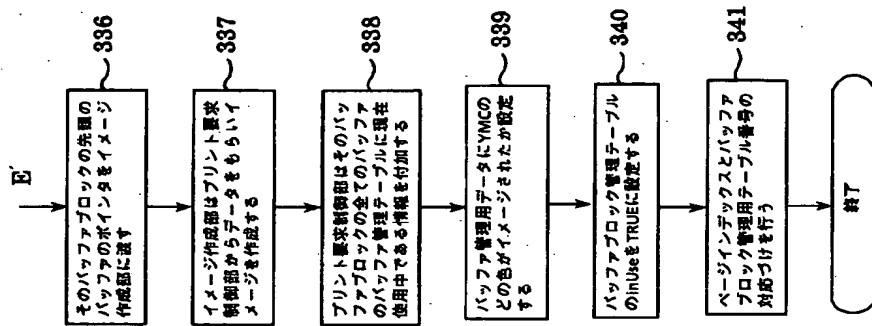 E'
336
そのバッファブロックの先頭の
バッファのポインタをイメージ
作成部に渡す
337
イメージ作成部はプリント要求
制御部からデータをもらいイ
メージを作成する
338
プリント要求制御部はそのバッ
ファブロックの全てのバッファ
のバッファ管理テーブルに現在
使用中である情報を付加する
339
バッファ管理用データにYMCの
どの色がイメージされたか設定
する
340
バッファブロック管理テーブル
のinUseをTRUEに設定する
341
ページインデックスとバッファ
ブロック管理用テーブル番号の
対応づけを行う
終了